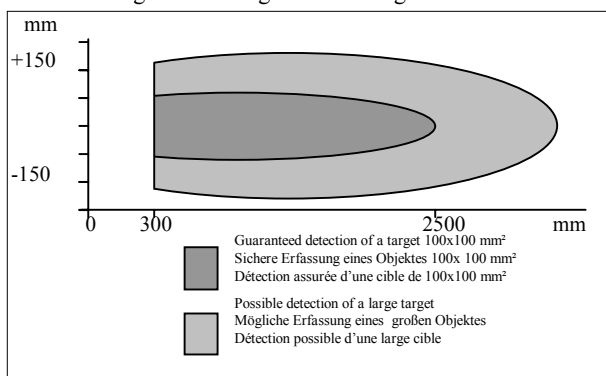 mm
+150
-150
0 300 2500 mm
Guaranteed detection of a target 100x100 mm²
Sichere Erfassung eines Objektes 100x 100 mm²
Détection assurée d’une cible de 100x100 mm²
Possible detection of a large target
Mögliche Erfassung eines großen Objektes
Détection possible d’une large cible